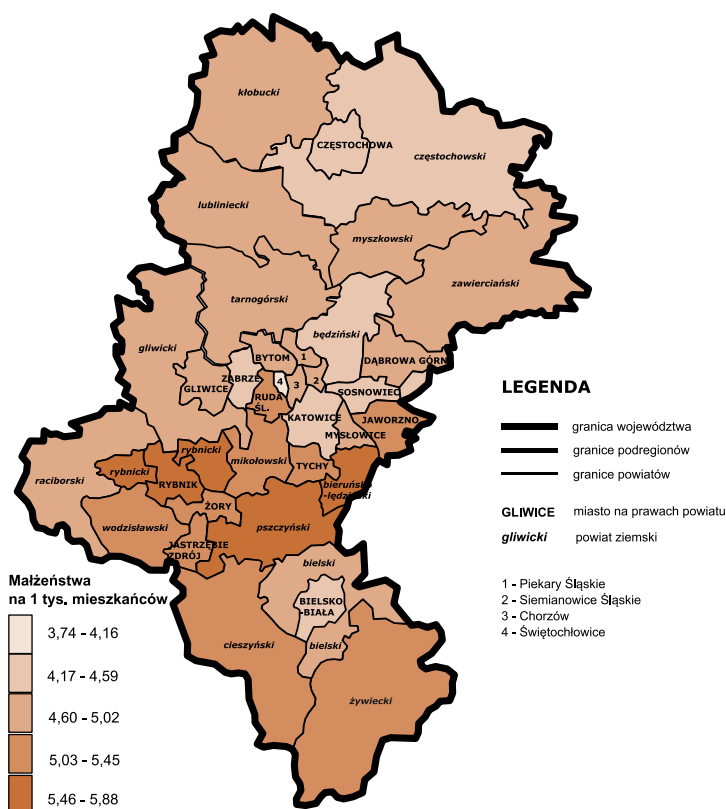 kłobucki
CZĘSTOCHOWA
częstochowski
lubliniecki
myszkowski
zawierciański
tarnogórski
będziński
gliwicki
BYTOM
1
DĄBROWA GÓRN
ZABRZE
GLIWICE
4
3
2
RUDA
ŚL.
SOSNOWIEC
KATOWICE
JAWORZNO
MYSŁOWICE
rybnicki
mikołowski
TYCHY
raciborski
rybnicki
RYBNIK
bieruńsko
-lędziński
ŻORY
wodzisławski
pszczyński
JASTRZĘBIE
ZDRÓJ
bielski
BIELSKO
-BIAŁA
cieszyński
bielski
żywiecki
Małżeństwa
na 1 tys. mieszkańców
3,74 - 4,16
4,17 - 4,59
4,60 - 5,02
5,03 - 5,45
5,46 - 5,88
LEGENDA
granica województwa
granice podregionów
granice powiatów
GLIWICE miasto na prawach powiatu
gliwicki powiat ziemski
1 - Piekary Śląskie
2 - Siemianowice Śląskie
3 - Chorzów
4 - Świętochłowice